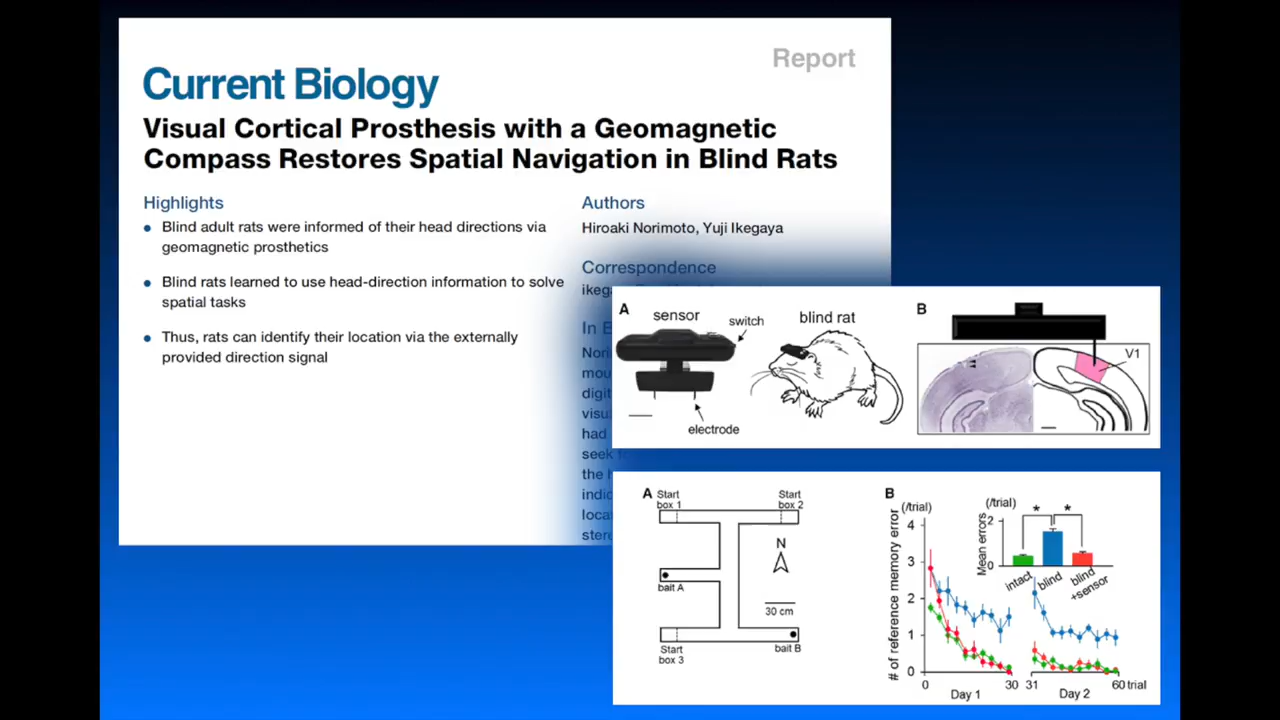 Report
Current Biology
Visual Cortical Prosthesis with a Geomagnetic
Compass Restores Spatial Navigation in Blind Rats
Highlights
● Blind adult rats were informed of their head directions via
geomagnetic prosthetics
● Blind rats learned to use head-direction information to solve
spatial tasks
● Thus, rats can identify their location via the externally
provided direction signal
Authors
Hiroaki Norimoto, Yuji Ikegaya
Correspondence
A
sensor
switch
blind rat
electrode
B
V1
A
Start
box 1
Start
box 2
N
bait A
30 cm
Start
box 3
bait B
B
(/trial)
# of reference memory error
4
3
2
1
0
0
30
Day 1
31
60 trial
Day 2
(/trial)
Mean errors
2
0
* *
intact
blind
blind
+sensor